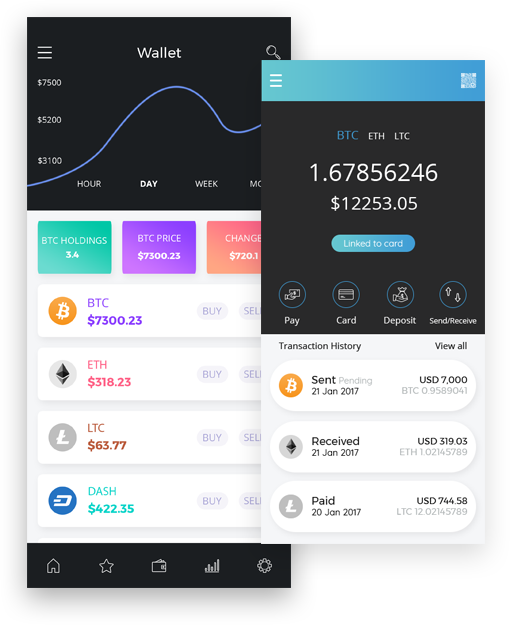 Wallet
$7500
$5200
$3100
HOUR DAY WEEK MO
BTC HOLDINGS
3.4
BTC PRICE
$7300.23
CHANGE
$720.1
BTC
$7300.23
BUY SELL
ETH
$318.23
BUY SELL
LTC
$63.77
BUY SELL
DASH
$422.35
BUY SELL
BTC ETH LTC
1.67856246
$12253.05
Linked to card
Pay Card Deposit Send/Receive
Transaction History View all
Sent Pending USD 7,000
21 Jan 2017 BTC 0.9589041
Received USD 319.03
21 Jan 2017 ETH 1.02145789
Paid USD 744.58
20 Jan 2017 LTC 12.02145789